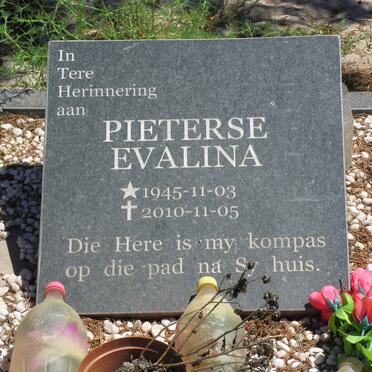 In
Tere
Herinnering
aan
PIETERSE
EVALINA
★1945-11-03
✝2010-11-05
Die Here is my kompas
op die pad na Sy huis.